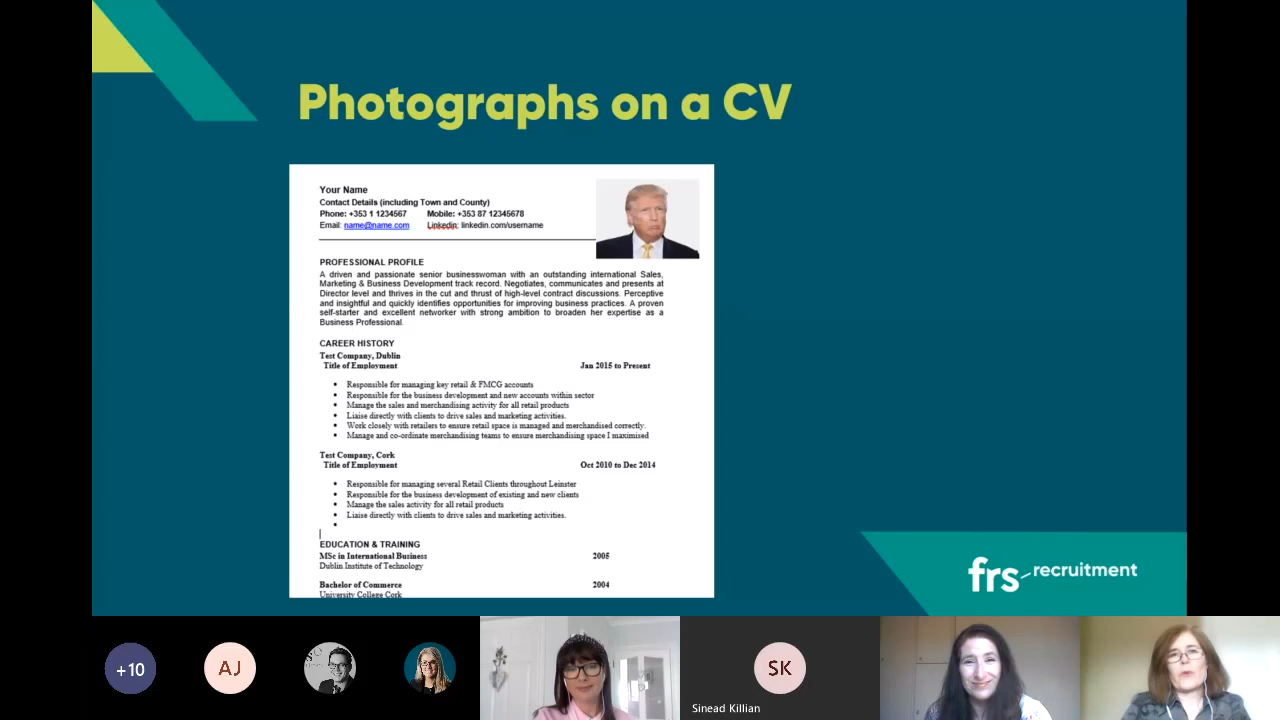 Photographs on a CV
Your Name
Contact Details (including Town and County)
Phone: +353 1 1234567 Mobile: +353 87 12345678
Email: name@name.com Linkedin: linkedin.com/username
PROFESSIONAL PROFILE
A driven and passionate senior businesswoman with an outstanding international Sales,
Marketing & Business Development track record. Negotiates, communicates and presents at
Director level and thrives in the cut and thrust of high-level contract discussions. Perceptive
and insightful and quickly identifies opportunities for improving business practices. A proven
self-starter and excellent networker with strong ambition to broaden her expertise as a
Business Professional.
CAREER HISTORY
Test Company, Dublin
Title of Employment Jan 2015 to Present
• Responsible for managing key retail & FMCG accounts
• Responsible for the business development and new accounts within sector
• Manage the sales and merchandising activity for all retail products
• Liaise directly with clients to drive sales and marketing activities.
• Work closely with retailers to ensure retail space is managed and merchandised correctly.
• Manage and co-ordinate merchandising teams to ensure merchandising space I maximised
Test Company, Cork
Title of Employment Oct 2010 to Dec 2014
• Responsible for managing several Retail Clients throughout Leinster
• Responsible for the business development of existing and new clients
• Manage the sales activity for all retail products
• Liaise directly with clients to drive sales and marketing activities.
•
EDUCATION & TRAINING
MSc in International Business 2005
Dublin Institute of Technology
Bachelor of Commerce 2004
University College Cork
frs recruitment
+10
AJ
SK
Sinead Killian